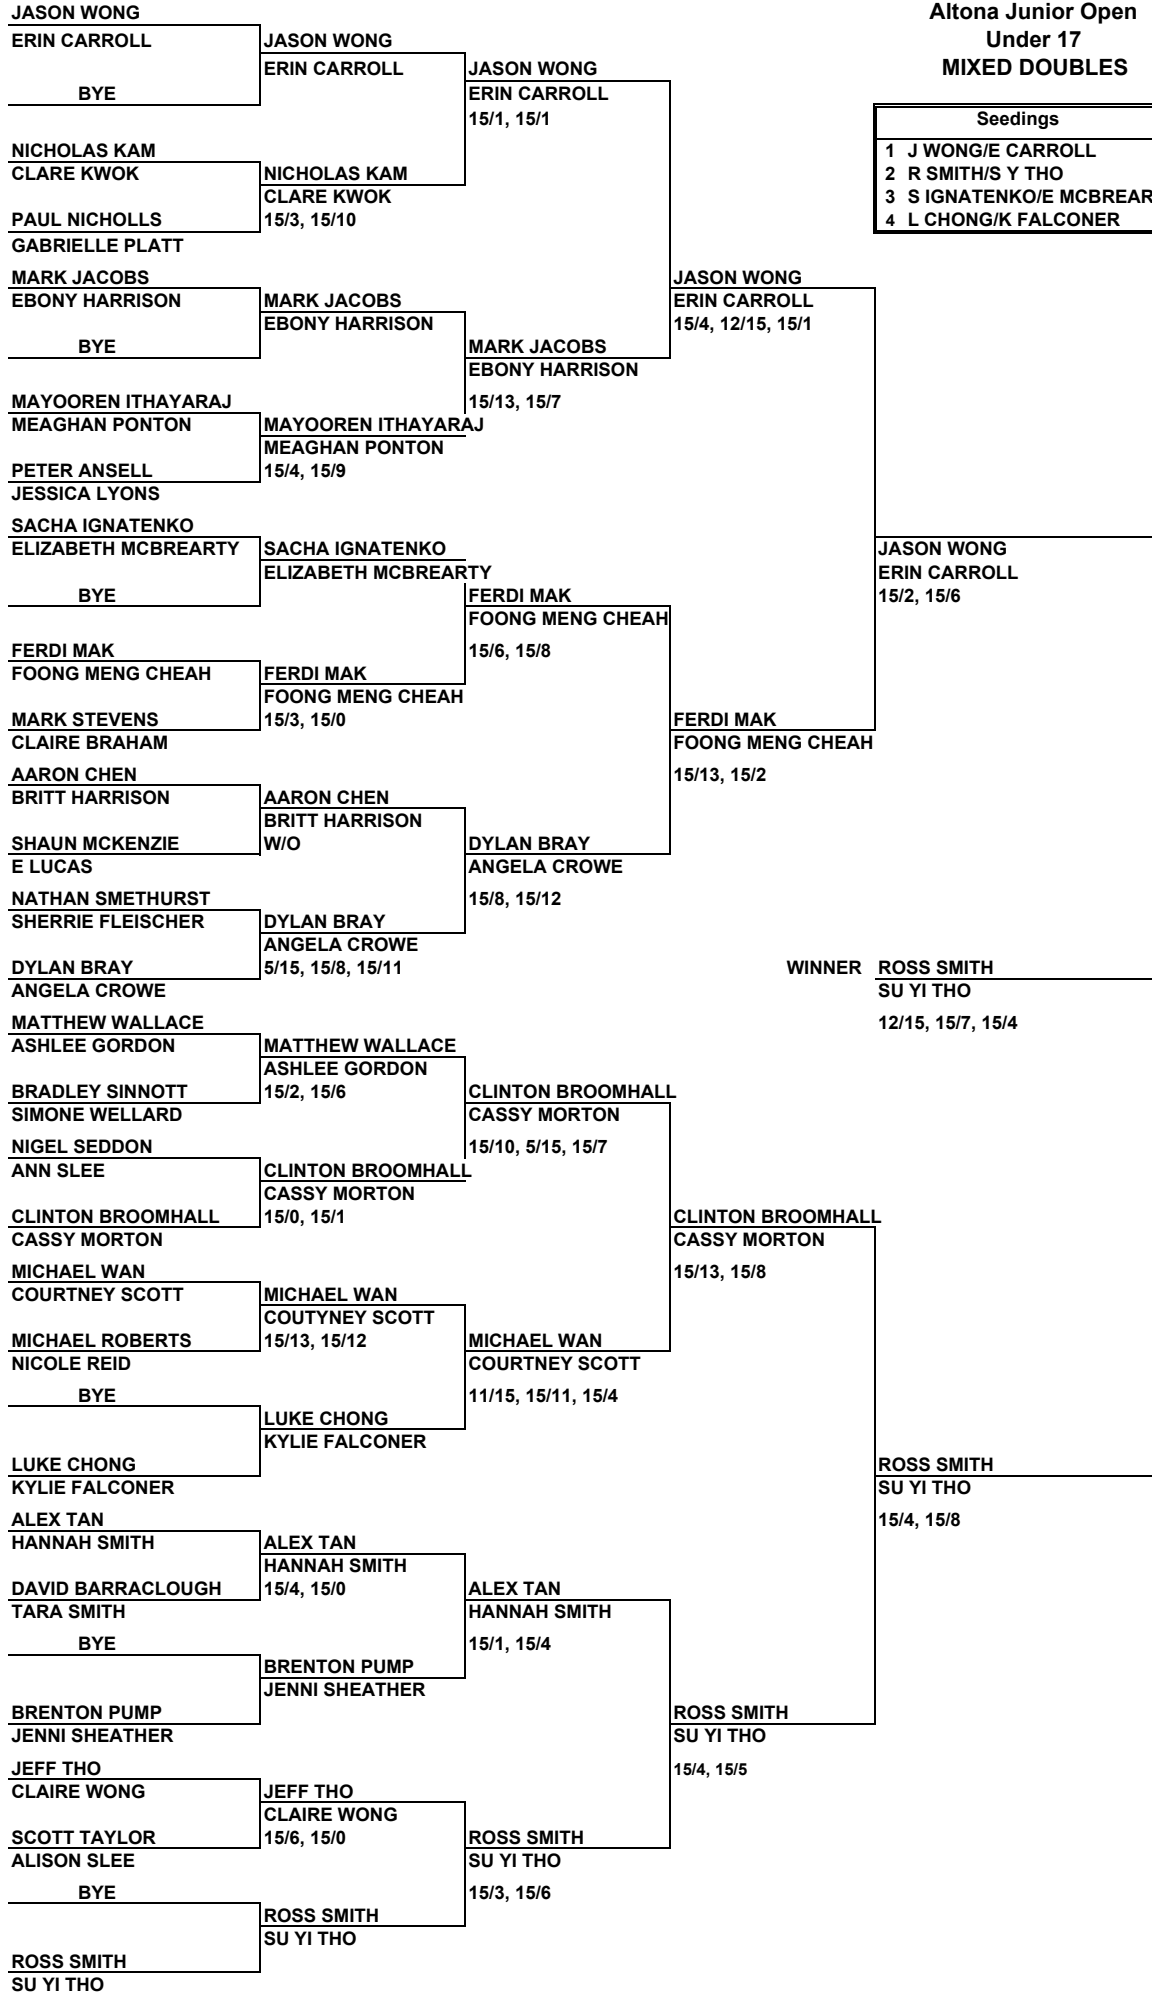 Altona Junior Open
Under 17
MIXED DOUBLES
Seedings
1 J WONG/E CARROLL
2 R SMITH/S Y THO
3 S IGNATENKO/E MCBREAR
4 L CHONG/K FALCONER
JASON WONG
ERIN CARROLL
BYE
NICHOLAS KAM
CLARE KWOK
PAUL NICHOLLS
GABRIELLE PLATT
MARK JACOBS
EBONY HARRISON
BYE
MAYOOREN ITHAYARAJ
MEAGHAN PONTON
PETER ANSELL
JESSICA LYONS
SACHA IGNATENKO
ELIZABETH MCBREARTY
BYE
FERDI MAK
FOONG MENG CHEAH
MARK STEVENS
CLAIRE BRAHAM
AARON CHEN
BRITT HARRISON
SHAUN MCKENZIE
E LUCAS
NATHAN SMETHURST
SHERRIE FLEISCHER
DYLAN BRAY
ANGELA CROWE
MATTHEW WALLACE
ASHLEE GORDON
BRADLEY SINNOTT
SIMONE WELLARD
NIGEL SEDDON
ANN SLEE
CLINTON BROOMHALL
CASSY MORTON
MICHAEL WAN
COURTNEY SCOTT
MICHAEL ROBERTS
NICOLE REID
BYE
LUKE CHONG
KYLIE FALCONER
ALEX TAN
HANNAH SMITH
DAVID BARRACLOUGH
TARA SMITH
BYE
BRENTON PUMP
JENNI SHEATHER
JEFF THO
CLAIRE WONG
SCOTT TAYLOR
ALISON SLEE
BYE
ROSS SMITH
SU YI THO
JASON WONG
ERIN CARROLL
NICHOLAS KAM
CLARE KWOK
15/3, 15/10
MARK JACOBS
EBONY HARRISON
MAYOOREN ITHAYARAJ
MEAGHAN PONTON
15/4, 15/9
SACHA IGNATENKO
ELIZABETH MCBREARTY
FERDI MAK
FOONG MENG CHEAH
15/3, 15/0
AARON CHEN
BRITT HARRISON
W/O
DYLAN BRAY
ANGELA CROWE
5/15, 15/8, 15/11
MATTHEW WALLACE
ASHLEE GORDON
15/2, 15/6
CLINTON BROOMHALL
CASSY MORTON
15/0, 15/1
MICHAEL WAN
COUTYNEY SCOTT
15/13, 15/12
LUKE CHONG
KYLIE FALCONER
ALEX TAN
HANNAH SMITH
15/4, 15/0
BRENTON PUMP
JENNI SHEATHER
JEFF THO
CLAIRE WONG
15/6, 15/0
ROSS SMITH
SU YI THO
JASON WONG
ERIN CARROLL
15/1, 15/1
MARK JACOBS
EBONY HARRISON
15/13, 15/7
FERDI MAK
FOONG MENG CHEAH
15/6, 15/8
DYLAN BRAY
ANGELA CROWE
15/8, 15/12
CLINTON BROOMHALL
CASSY MORTON
15/10, 5/15, 15/7
MICHAEL WAN
COURTNEY SCOTT
11/15, 15/11, 15/4
ALEX TAN
HANNAH SMITH
15/1, 15/4
ROSS SMITH
SU YI THO
15/3, 15/6
JASON WONG
ERIN CARROLL
15/4, 12/15, 15/1
FERDI MAK
FOONG MENG CHEAH
15/13, 15/2
CLINTON BROOMHALL
CASSY MORTON
15/13, 15/8
ROSS SMITH
SU YI THO
15/4, 15/5
JASON WONG
ERIN CARROLL
15/2, 15/6
WINNER ROSS SMITH
SU YI THO
12/15, 15/7, 15/4
ROSS SMITH
SU YI THO
15/4, 15/8